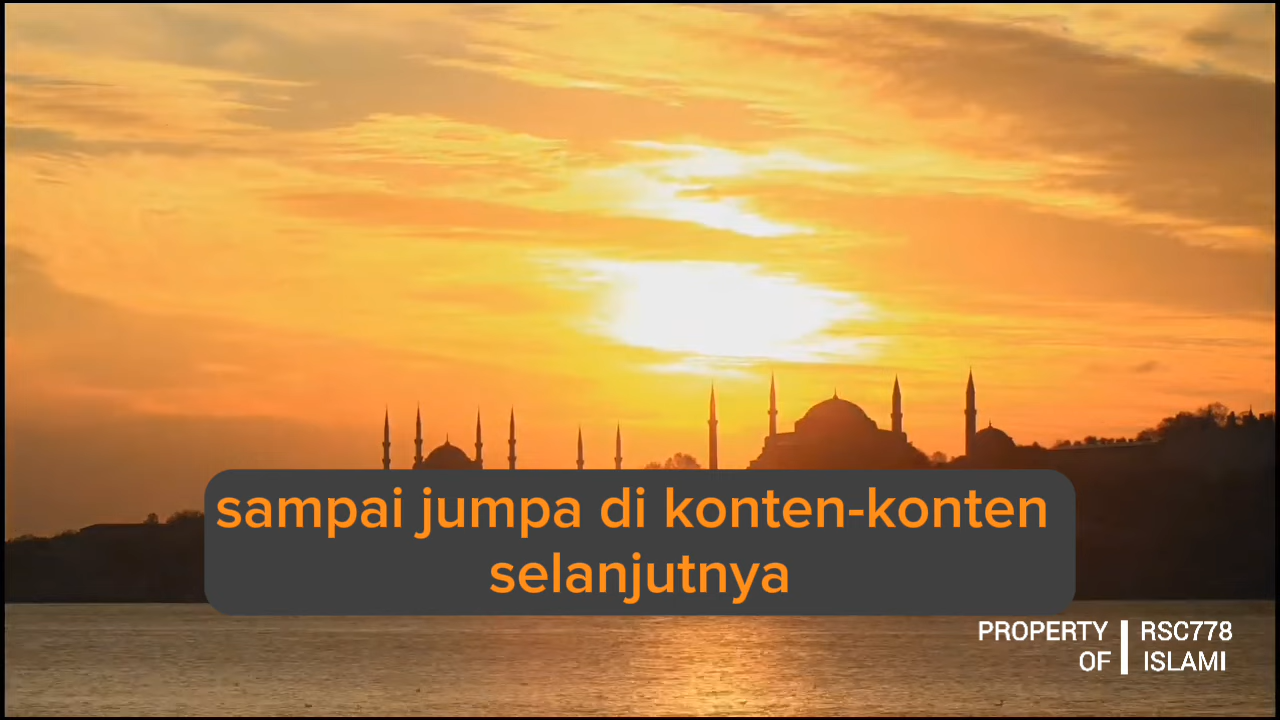 sampai jumpa di konten-konten
selanjutnya
PROPERTY OF
RSC778 ISLAMI